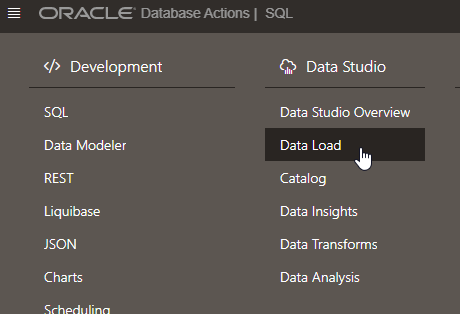 ORACLE Database Actions | SQL
Development
SQL
Data Modeler
REST
Liquibase
JSON
Charts
Scheduling
Data Studio
Data Studio Overview
Data Load
Catalog
Data Insights
Data Transforms
Data Analysis